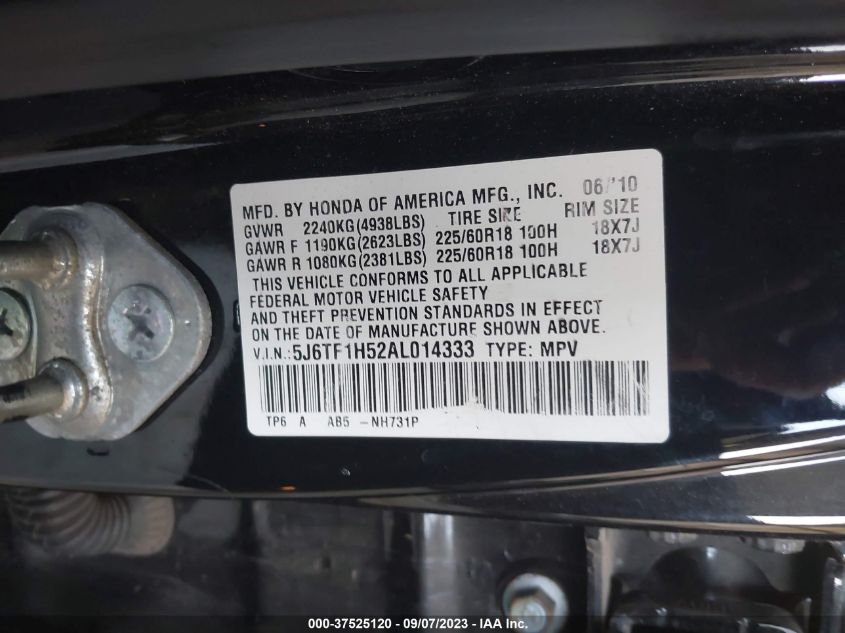 MFD. BY HONDA OF AMERICA MFG., INC. 06/'10
GVWR 2240KG(4938LBS) TIRE SIZE RIM SIZE
GAWR F 1190KG(2623LBS) 225/60R18 100H 18X7J
GAWR R 1080KG(2381LBS) 225/60R18 100H 18X7J
THIS VEHICLE CONFORMS TO ALL APPLICABLE
FEDERAL MOTOR VEHICLE SAFETY
AND THEFT PREVENTION STANDARDS IN EFFECT
ON THE DATE OF MANUFACTURE SHOWN ABOVE.
V.I.N.:5J6TF1H52AL014333 TYPE: MPV
TP6 A AB5 -NH731P
000-37525120 - 09/07/2023 - IAA Inc.